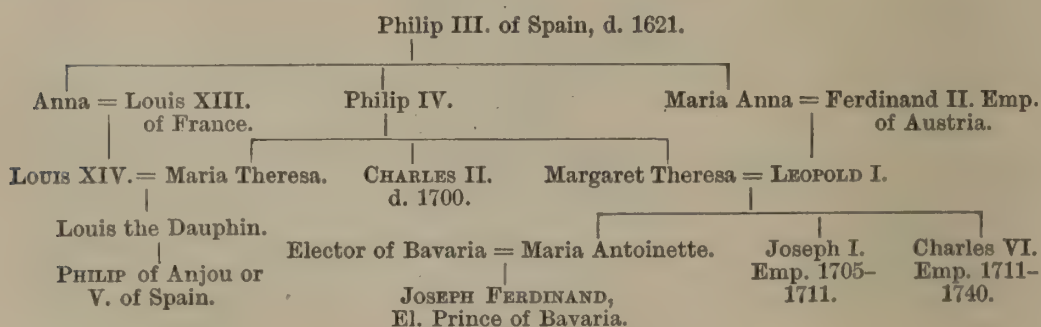 Philip III. of Spain, d. 1621.
Anna = Louis XIII. of France.
Philip IV.
Maria Anna = Ferdinand II. Emp. of Austria.
Louis XIV. = Maria Theresa.
Charles II. d. 1700.
Margaret Theresa = Leopold I.
Louis the Dauphin.
Elector of Bavaria = Maria Antoinette.
Joseph I. Emp. 1705–1711.
Charles VI. Emp. 1711–1740.
Philip of Anjou or V. of Spain.
Joseph Ferdinand, El. Prince of Bavaria.